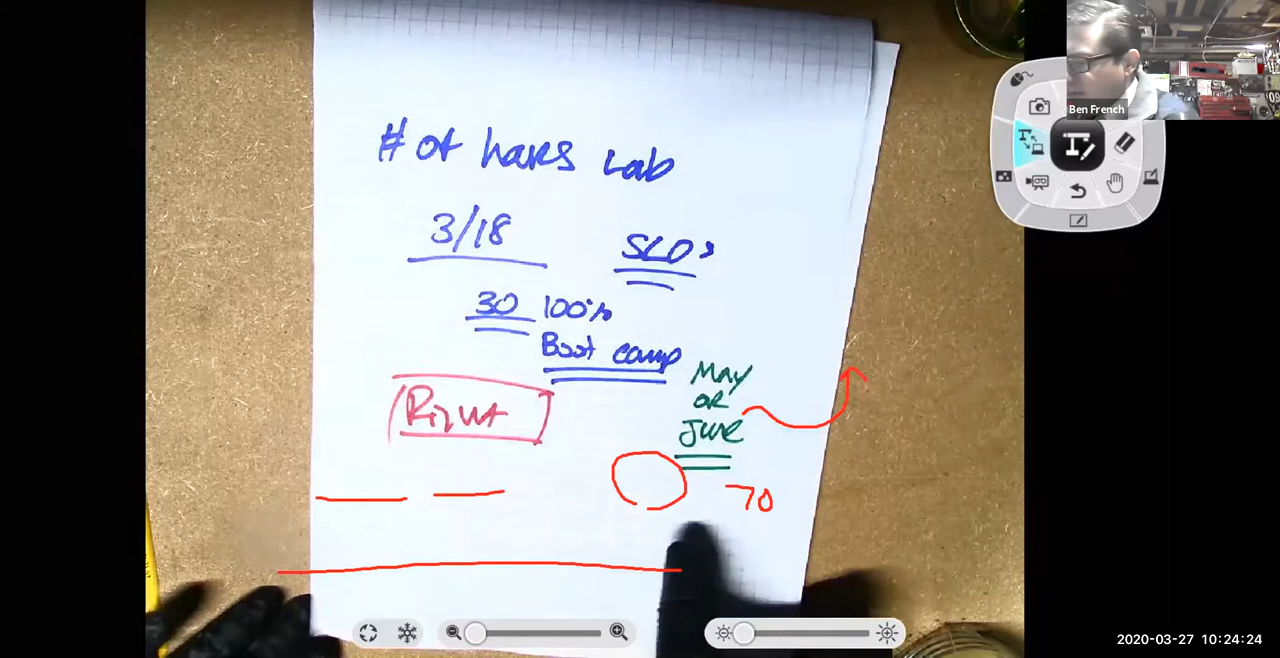 # of hours Lab
3/18
SLO's
30 100%
Boot camp
May
or
June
Right
70
Ben French
2020-03-27 10:24:24